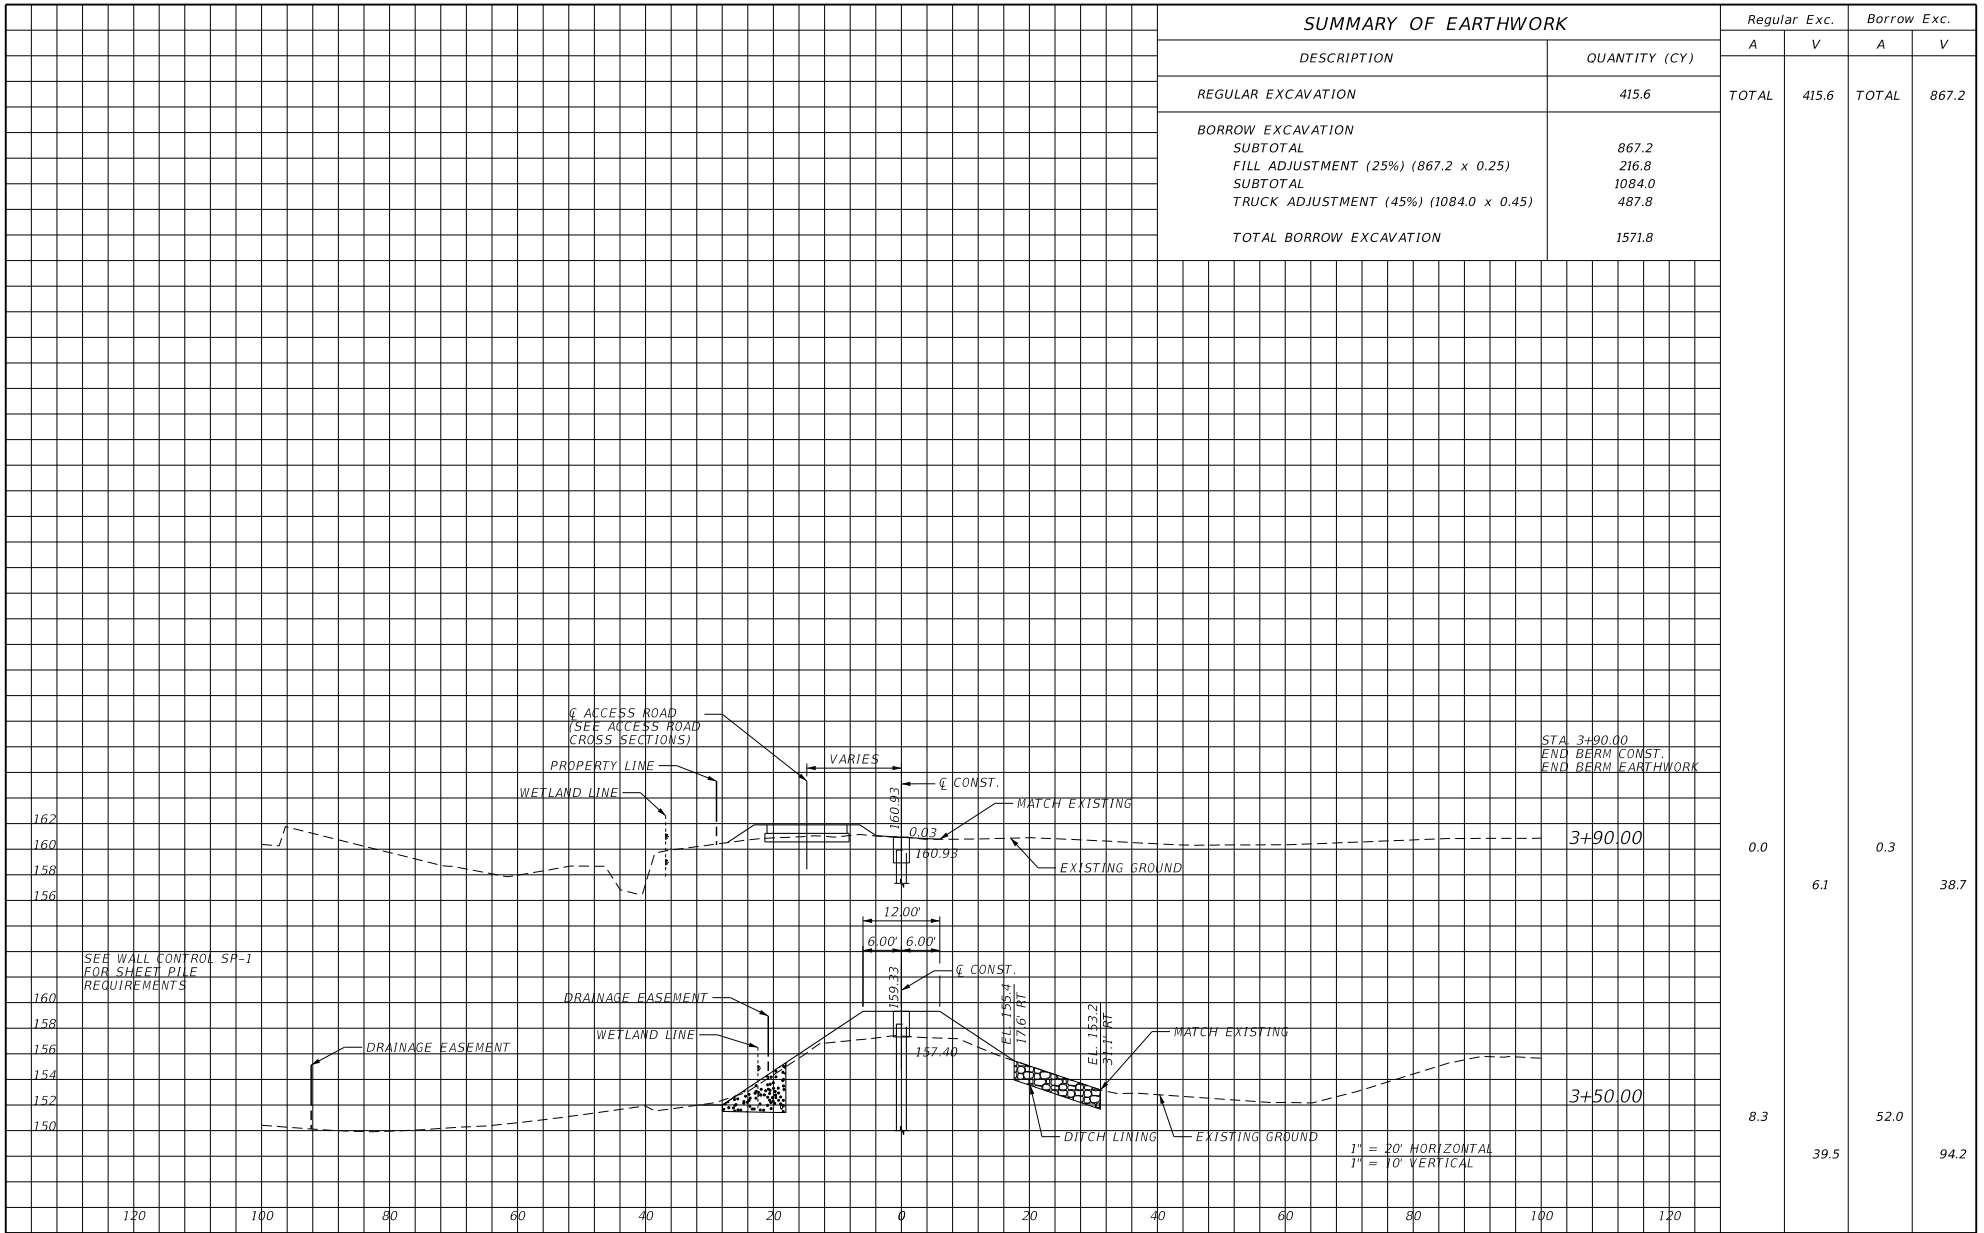 SUMMARY OF EARTHWORK
DESCRIPTION QUANTITY (CY)
REGULAR EXCAVATION 415.6
BORROW EXCAVATION
SUBTOTAL 867.2
FILL ADJUSTMENT (25%) (867.2 x 0.25) 216.8
SUBTOTAL 1084.0
TRUCK ADJUSTMENT (45%) (1084.0 x 0.45) 487.8
TOTAL BORROW EXCAVATION 1571.8
Regular Exc. Borrow Exc.
A V A V
TOTAL 415.6 TOTAL 867.2
℄ ACCESS ROAD
(SEE ACCESS ROAD
CROSS SECTIONS)
PROPERTY LINE
WETLAND LINE
VARIES
℄ CONST.
160.93
0.03
160.93
MATCH EXISTING
EXISTING GROUND
STA. 3+90.00
END BERM CONST.
END BERM EARTHWORK
3+90.00
162
160
158
156
0.0 0.3
6.1 38.7
12.00'
6.00' 6.00'
SEE WALL CONTROL SP-1
FOR SHEET PILE
REQUIREMENTS
℄ CONST.
159.33
157.40
DRAINAGE EASEMENT
WETLAND LINE
DRAINAGE EASEMENT
EL. 155.4
17.6' RT
EL. 153.2
31.1' RT
MATCH EXISTING
DITCH LINING
EXISTING GROUND
3+50.00
160
158
156
154
152
150
8.3 52.0
39.5 94.2
1" = 20' HORIZONTAL
1" = 10' VERTICAL
120 100 80 60 40 20 0 20 40 60 80 100 120